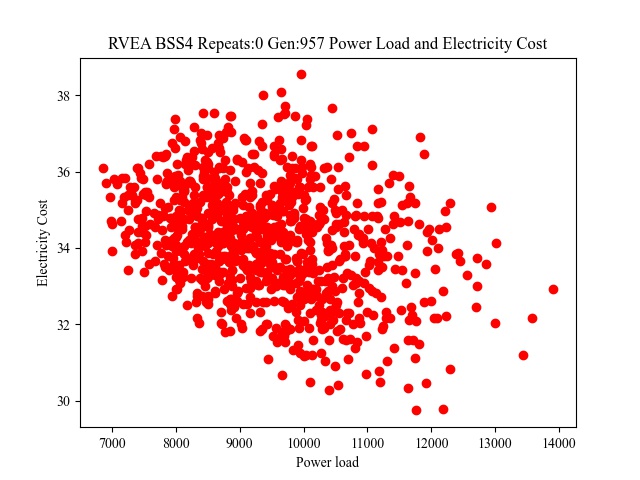 RVEA BSS4 Repeats:0 Gen:957 Power Load and Electricity Cost
38
36
34
32
30
Electricity Cost
7000 8000 9000 10000 11000 12000 13000 14000
Power load